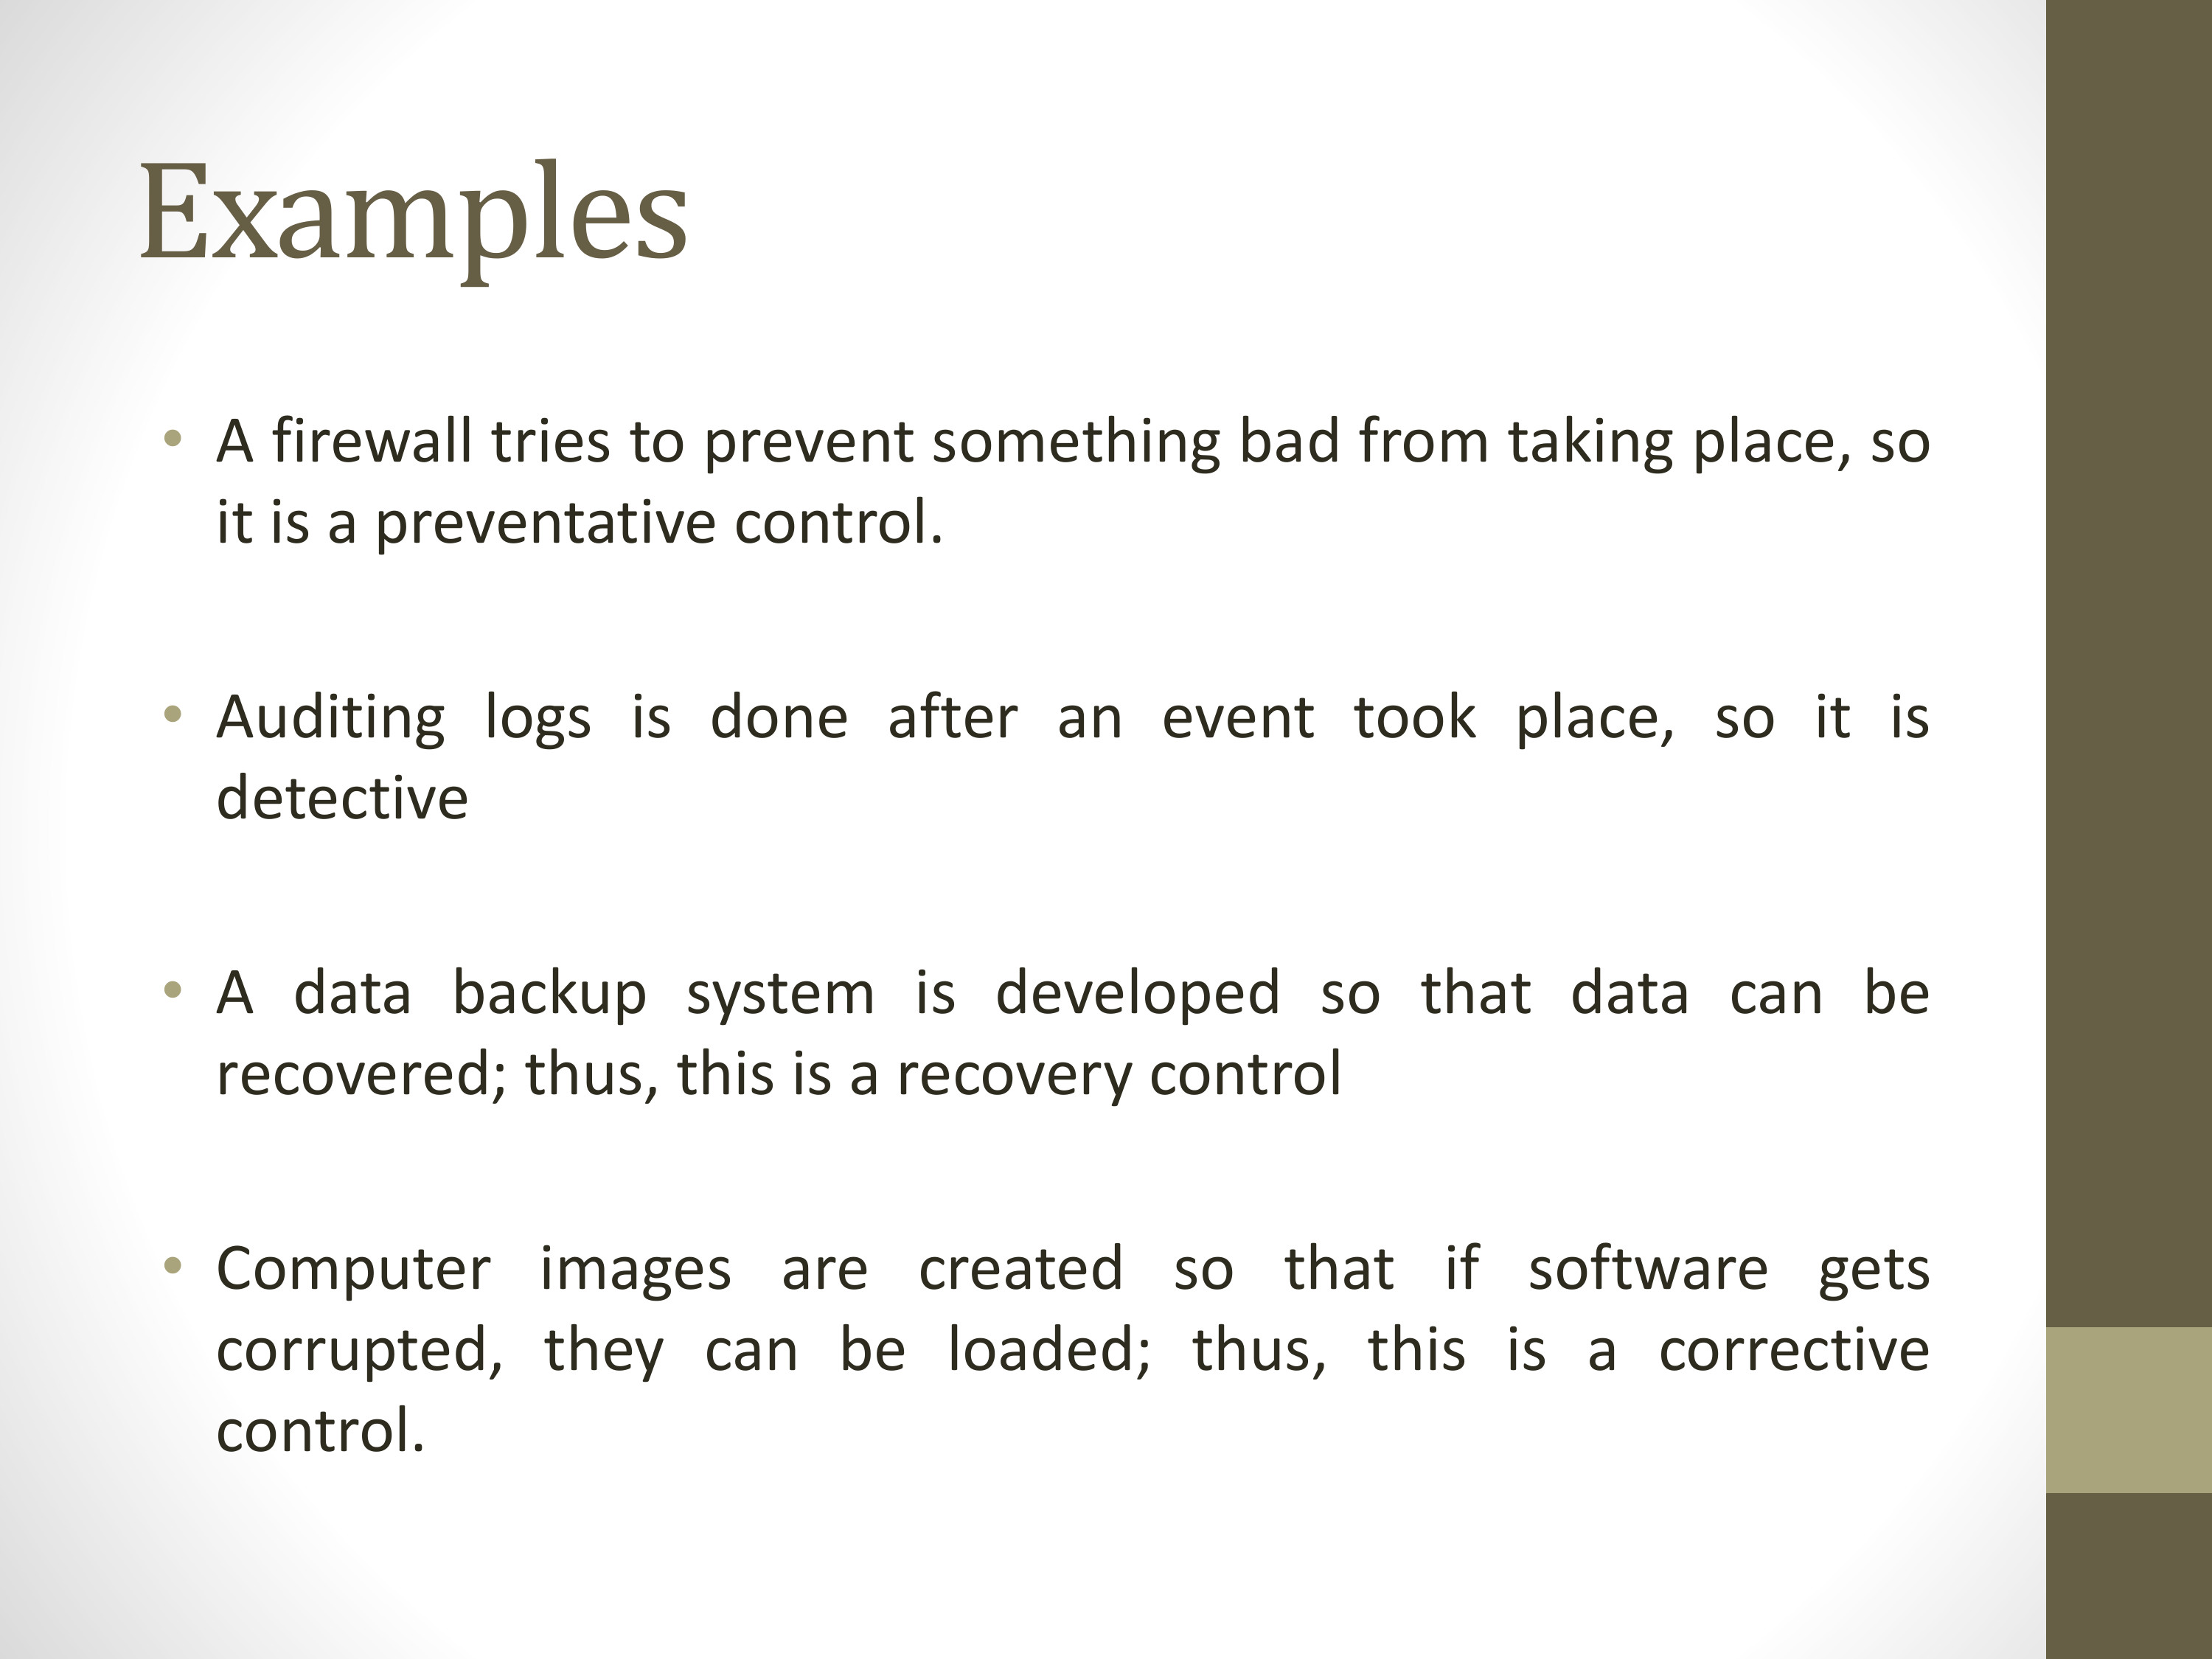 Examples
• A firewall tries to prevent something bad from taking place, so
it is a preventative control.
• Auditing logs is done after an event took place, so it is
detective
• A data backup system is developed so that data can be
recovered; thus, this is a recovery control
• Computer images are created so that if software gets
corrupted, they can be loaded; thus, this is a corrective
control.